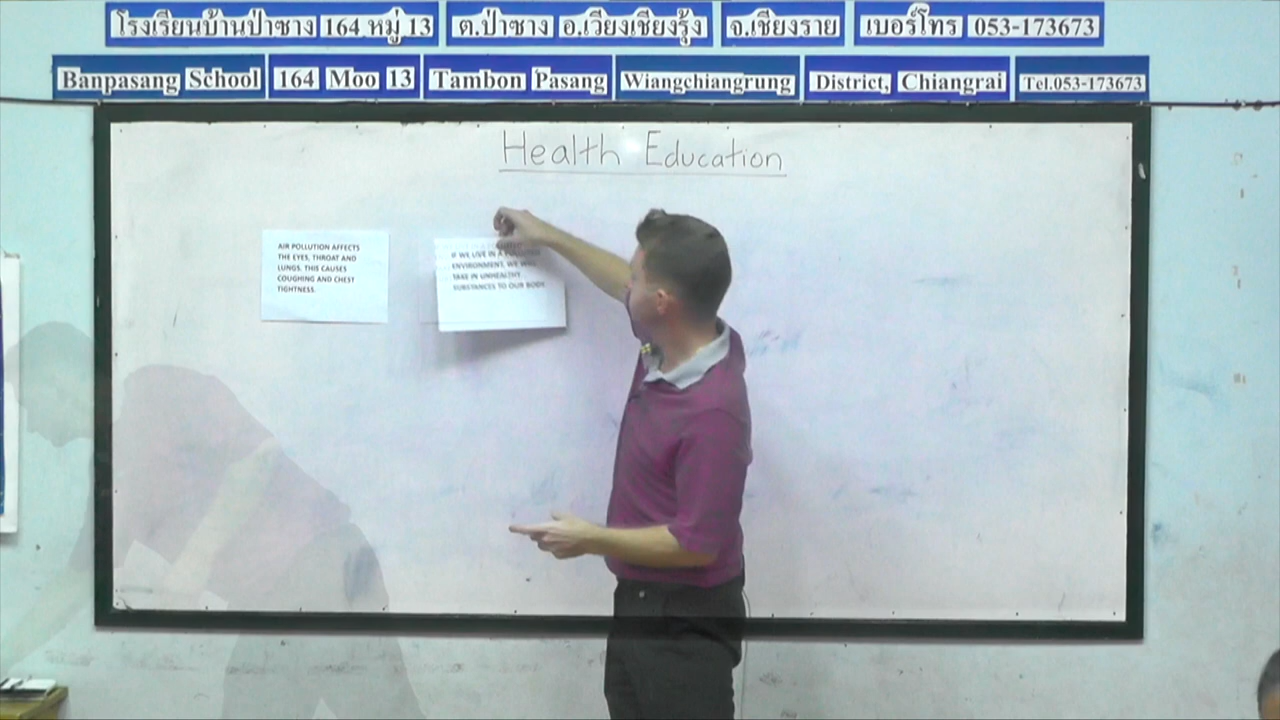 โรงเรียนบ้านป่าซาง 164 หมู่ 13 ต.ป่าซาง อ.เวียงเชียงรุ้ง จ.เชียงราย เบอร์โทร 053-173673
Banpasang School 164 Moo 13 Tambon Pasang Wiangchiangrung District, Chiangrai Tel.053-173673
Health Education
AIR POLLUTION AFFECTS
THE EYES, THROAT AND
LUNGS. THIS CAUSES
COUGHING AND CHEST
TIGHTNESS.
IF WE LIVE IN A POLLUTED
ENVIRONMENT, WE WILL
TAKE IN UNHEALTHY
SUBSTANCES TO OUR BODY.